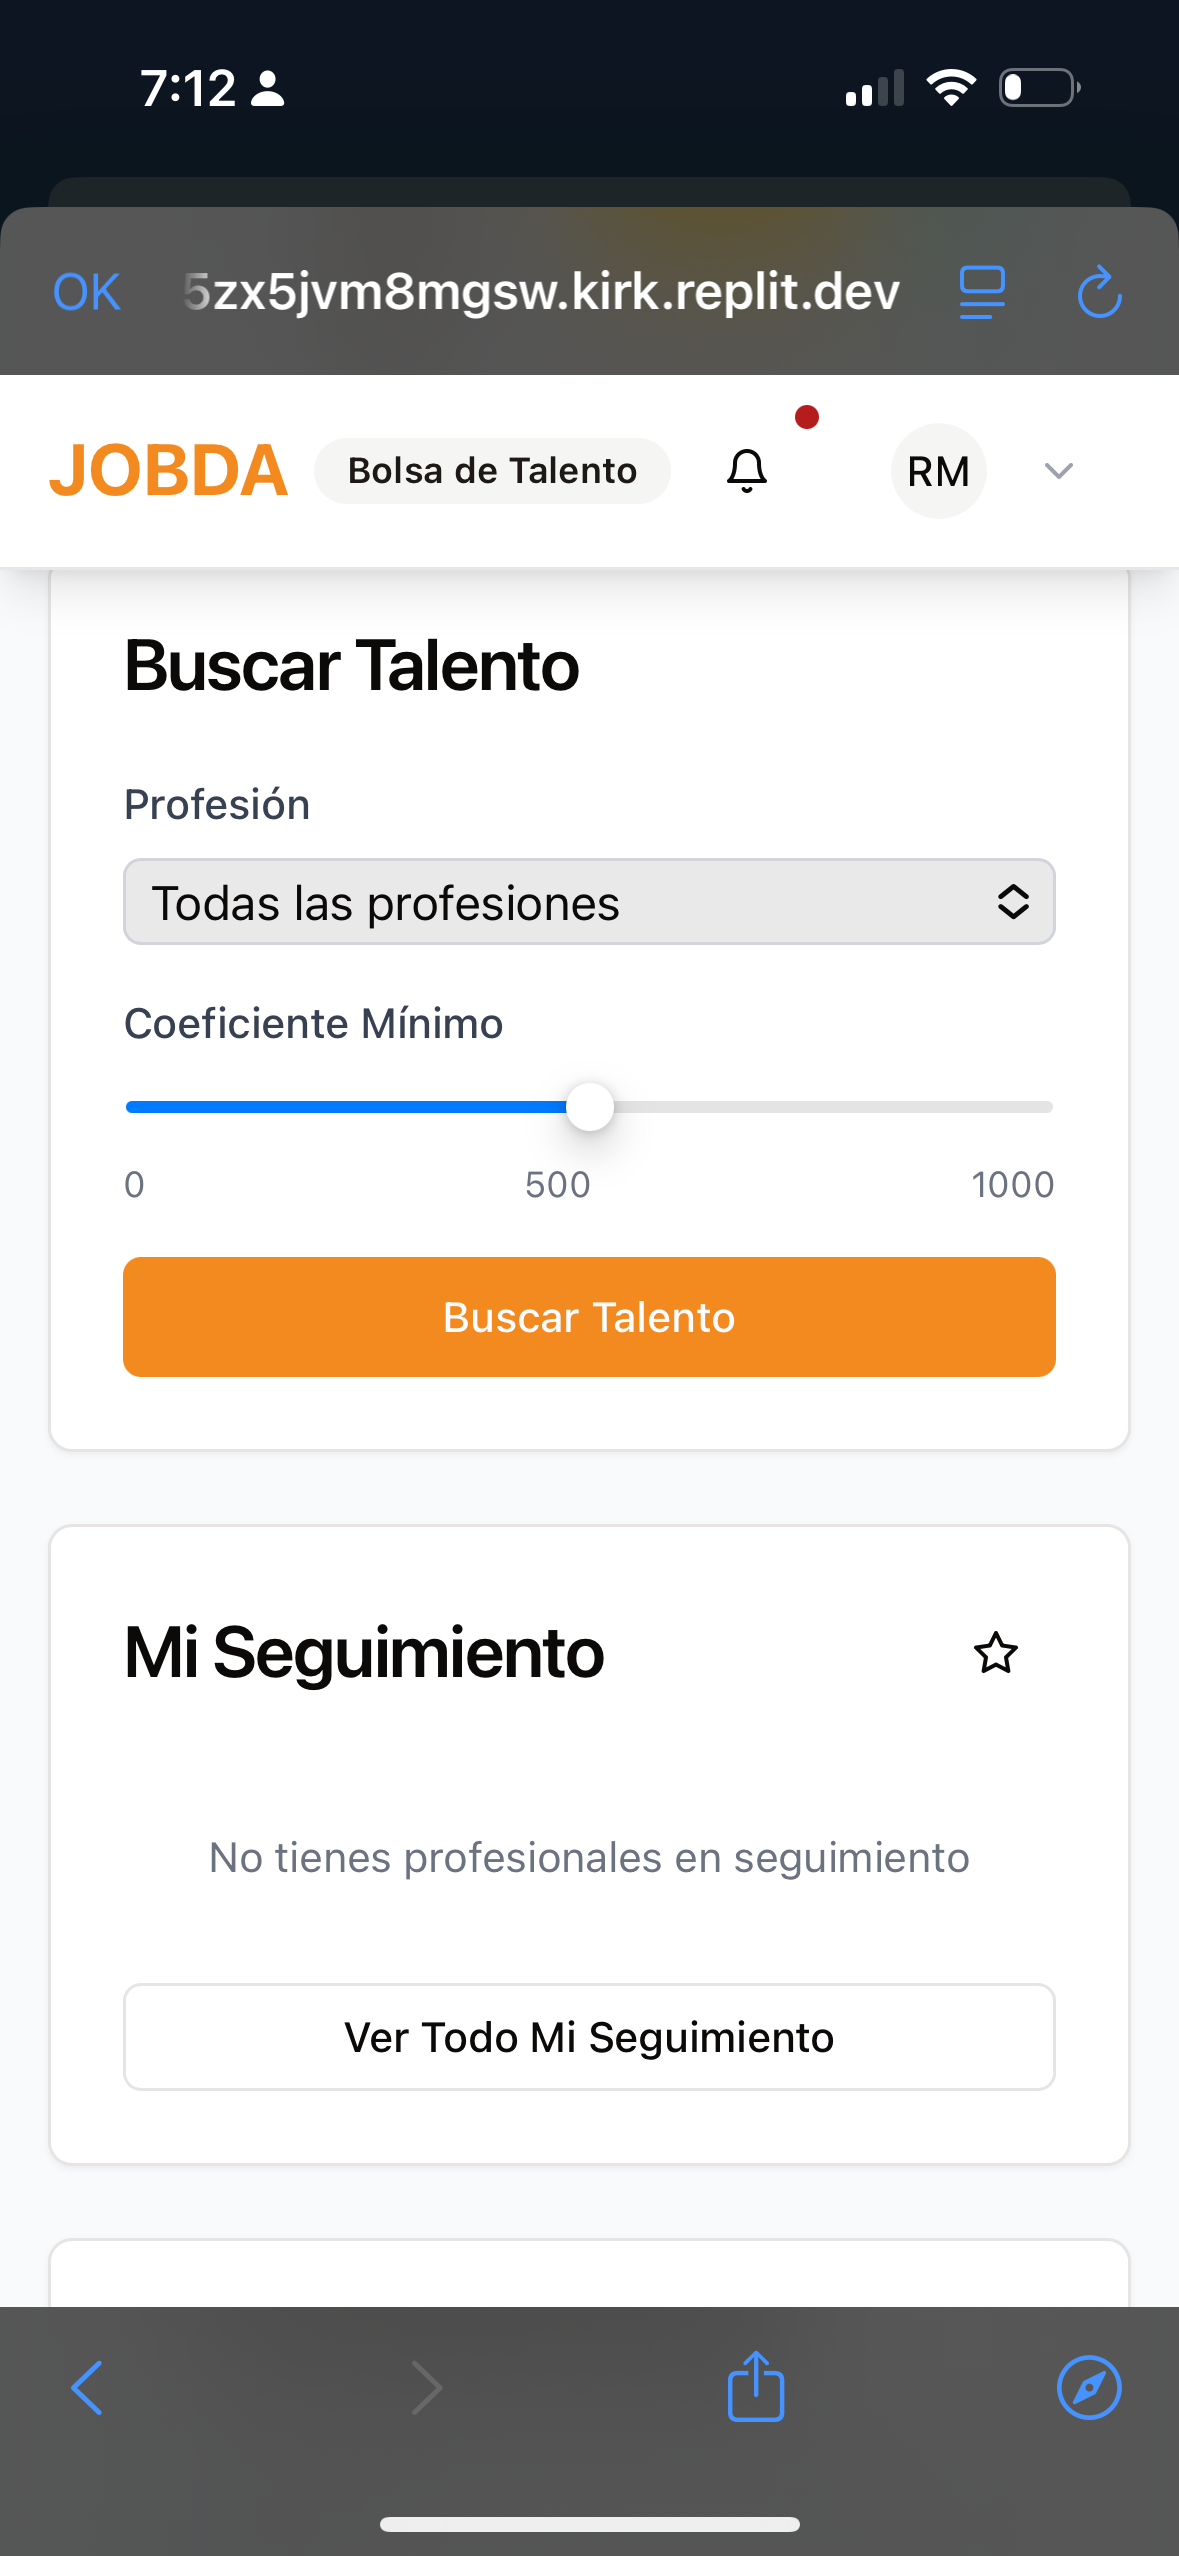 7:12
OK
5zx5jvm8mgsw.kirk.replit.dev
JOBDA
Bolsa de Talento
RM
Buscar Talento
Profesión
Todas las profesiones
Coeficiente Mínimo
0 500 1000
Buscar Talento
Mi Seguimiento
No tienes profesionales en seguimiento
Ver Todo Mi Seguimiento